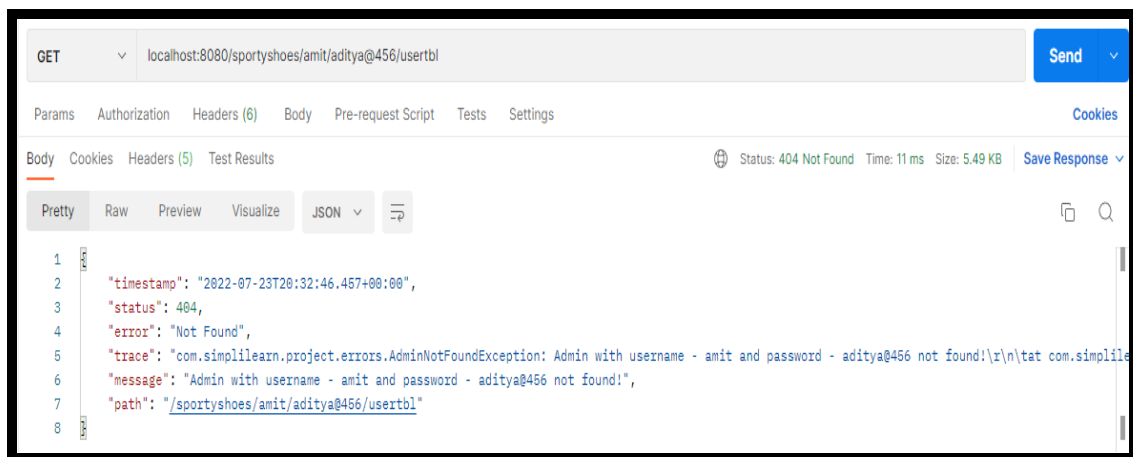 GET localhost:8080/sportyshoes/amit/aditya@456/usertbl Send
Params Authorization Headers (6) Body Pre-request Script Tests Settings Cookies
Body Cookies Headers (5) Test Results Status: 404 Not Found Time: 11 ms Size: 5.49 KB Save Response
Pretty Raw Preview Visualize JSON
1 {
2 "timestamp": "2022-07-23T20:32:46.457+00:00",
3 "status": 404,
4 "error": "Not Found",
5 "trace": "com.simplilearn.project.errors.AdminNotFoundException: Admin with username - amit and password - aditya@456 not found!\r\n\tat com.simplile
6 "message": "Admin with username - amit and password - aditya@456 not found!",
7 "path": "/sportyshoes/amit/aditya@456/usertbl"
8 }